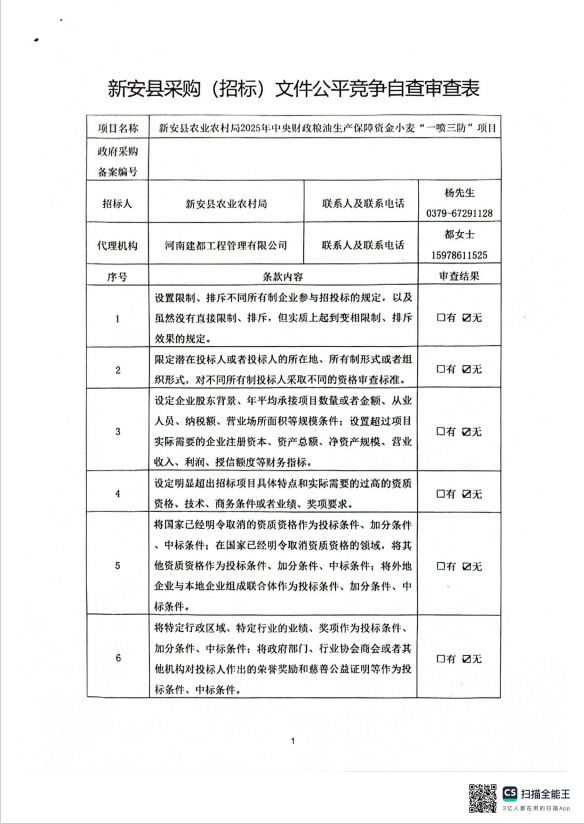 新安县采购（招标）文件公平竞争自查审查表
项目名称 新安县农业农村局2025年中央财政粮油生产保障资金小麦“一喷三防”项目
政府采购
备案编号
招标人 新安县农业农村局 联系人及联系电话 杨先生
0379-67291128
代理机构 河南建都工程管理有限公司 联系人及联系电话 都女士
15978611525
序号 条款内容 审查结果
1 设置限制、排斥不同所有制企业参与招投标的规定，以及
虽然没有直接限制、排斥，但实质上起到变相限制、排斥
效果的规定。
□有 ☑无
2 限定潜在投标人或者投标人的所在地、所有制形式或者组
织形式，对不同所有制投标人采取不同的资格审查标准。
□有 ☑无
3 设定企业股东背景、年平均承接项目数量或者金额、从业
人员、纳税额、营业场所面积等规模条件；设置超过项目
实际需要的企业注册资本、资产总额、净资产规模、营业
收入、利润、授信额度等财务指标。
□有 ☑无
4 设定明显超出招标项目具体特点和实际需要的过高的资质
资格、技术、商务条件或者业绩、奖项要求。
□有 ☑无
5 将国家已经明令取消的资质资格作为投标条件、加分条件
、中标条件；在国家已经明令取消资质资格的领域，将其
他资质资格作为投标条件、加分条件、中标条件；将外地
企业与本地企业组成联合体作为投标条件、加分条件、中
标条件。
□有 ☑无
6 将特定行政区域、特定行业的业绩、奖项作为投标条件、
加分条件、中标条件；将政府部门、行业协会商会或者其
他机构对投标人作出的荣誉奖励和慈善公益证明等作为投
标条件、中标条件。
□有 ☑无
1
CS 扫描全能王
3亿人都在用的扫描App